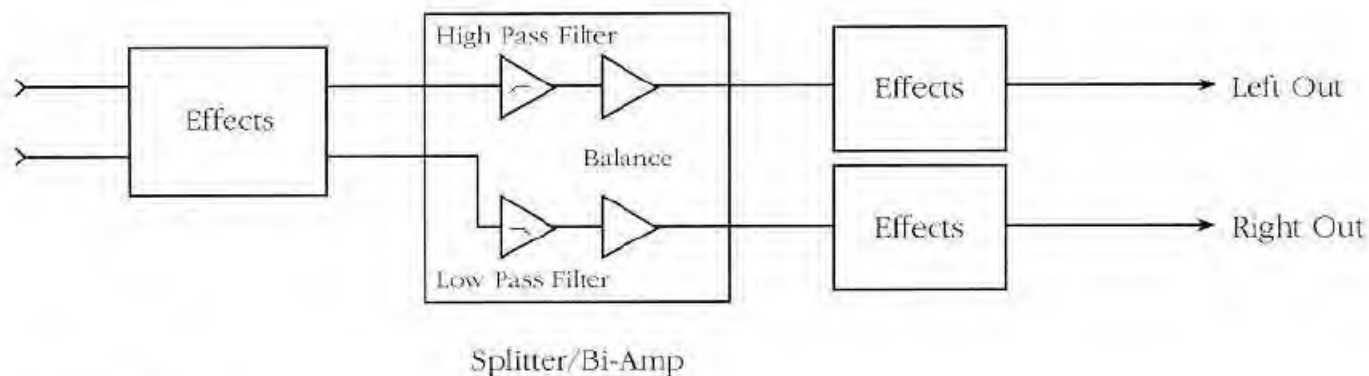 High Pass Filter
Effects
Effects
Left Out
Balance
Effects
Right Out
Low Pass Filter
Splitter/Bi-Amp